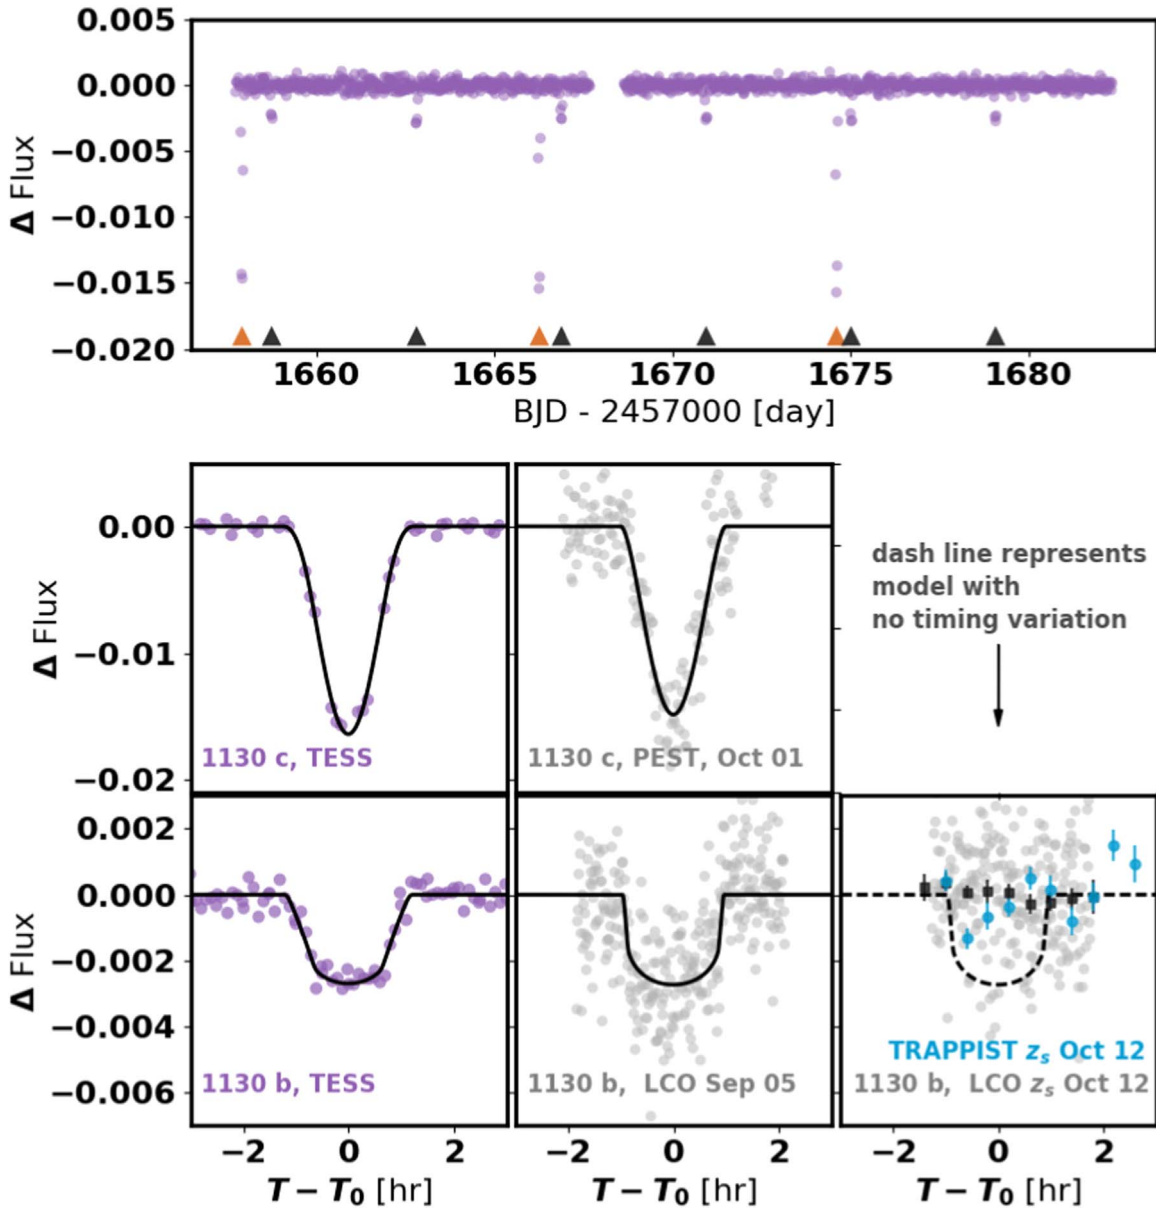 0.005
0.000
−0.005
−0.010
−0.015
−0.020
Δ Flux
1660 1665 1670 1675 1680
BJD - 2457000 [day]
0.00
−0.01
−0.02
Δ Flux
1130 c, TESS
1130 c, PEST, Oct 01
dash line represents
model with
no timing variation
0.002
0.000
−0.002
−0.004
−0.006
Δ Flux
1130 b, TESS
1130 b, LCO Sep 05
TRAPPIST zs Oct 12
1130 b, LCO zs Oct 12
−2 0 2 −2 0 2 −2 0 2
T − T0 [hr] T − T0 [hr] T − T0 [hr]